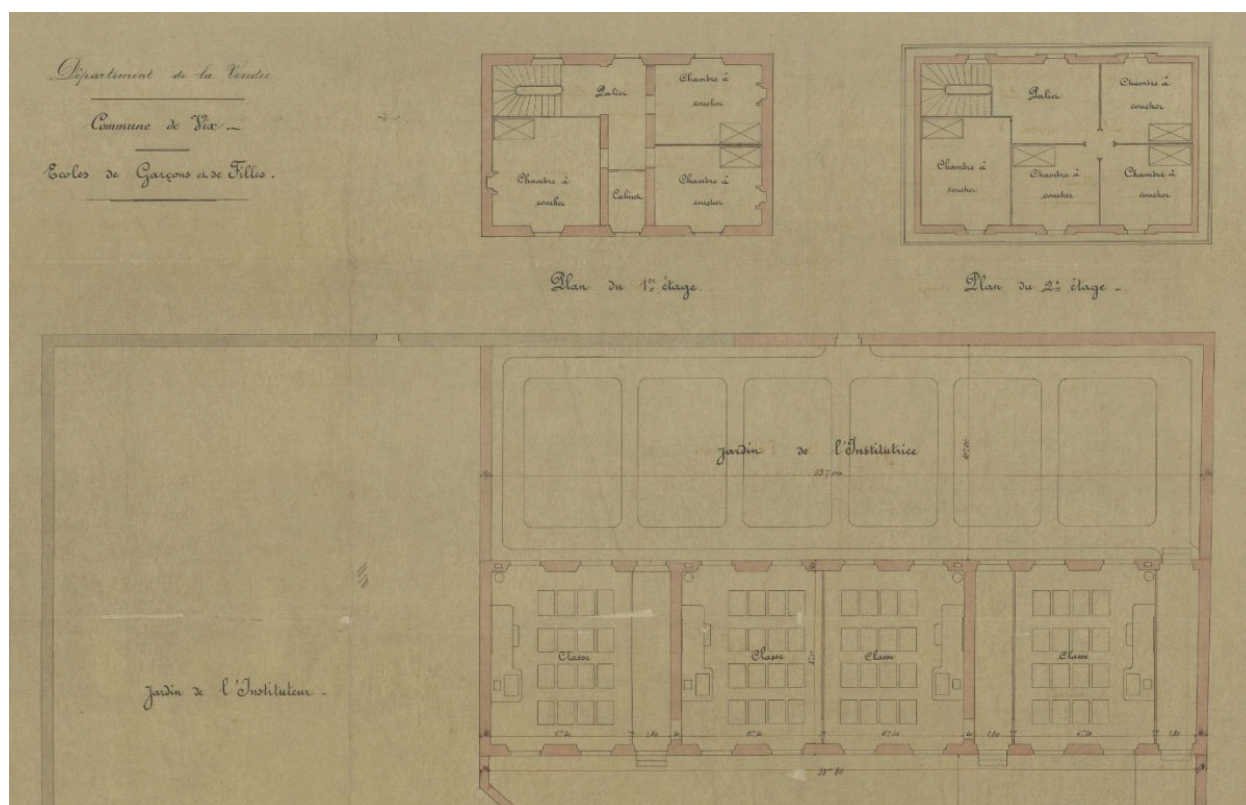 Département de la Vendée
Commune de Vix
Ecoles de Garçons et de Filles.
Palier
Chambre à
coucher
Chambre à
coucher
Cabinet
Chambre à
coucher
Plan du 1er étage.
Palier
Chambre à
coucher
Chambre à
coucher
Chambre à
coucher
Chambre à
coucher
Plan du 2e étage
Jardin de l'Institutrice
Classe
Classe
Classe
Classe
Jardin de l'Instituteur